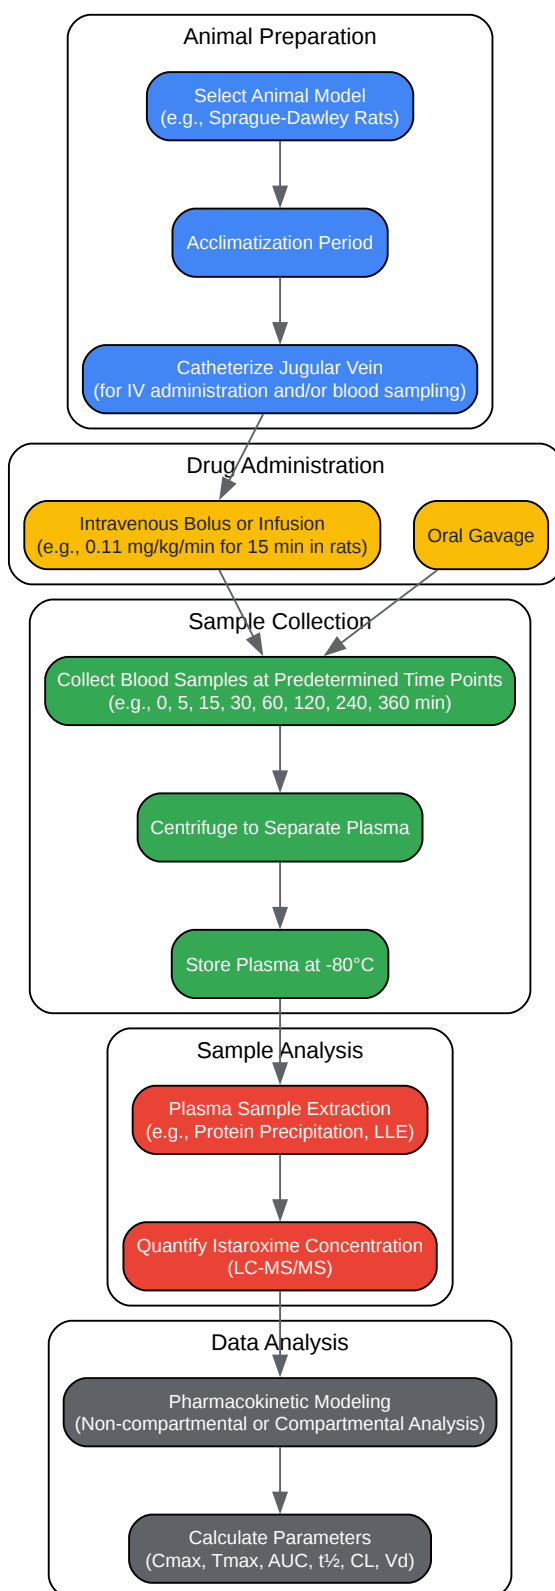 Animal Preparation
Select Animal Model
(e.g., Sprague-Dawley Rats)
Acclimatization Period
Catheterize Jugular Vein
(for IV administration and/or blood sampling)
Drug Administration
Intravenous Bolus or Infusion
(e.g., 0.11 mg/kg/min for 15 min in rats)
Oral Gavage
Sample Collection
Collect Blood Samples at Predetermined Time Points
(e.g., 0, 5, 15, 30, 60, 120, 240, 360 min)
Centrifuge to Separate Plasma
Store Plasma at -80°C
Sample Analysis
Plasma Sample Extraction
(e.g., Protein Precipitation, LLE)
Quantify Istaroxime Concentration
(LC-MS/MS)
Data Analysis
Pharmacokinetic Modeling
(Non-compartmental or Compartmental Analysis)
Calculate Parameters
(Cmax, Tmax, AUC, t½, CL, Vd)